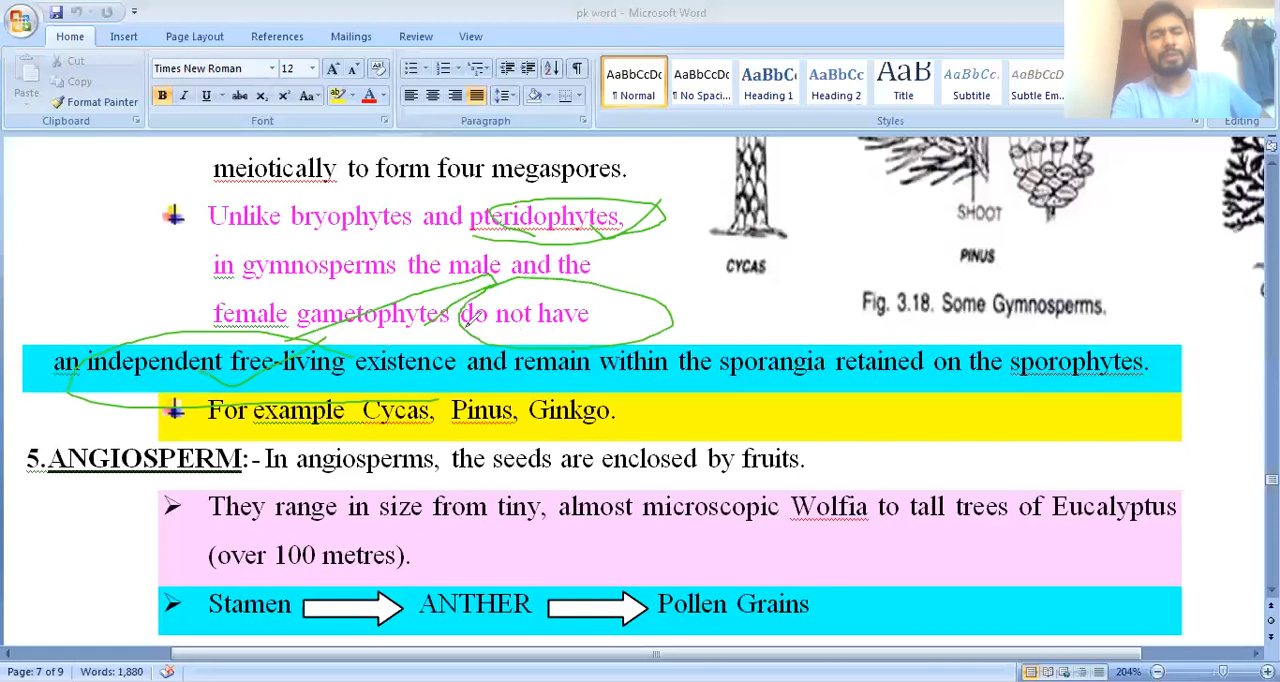 pk word - Microsoft Word
Home Insert Page Layout References Mailings Review View
Cut
Copy
Paste
Format Painter
Clipboard
Times New Roman 12
Font
Paragraph
AaBbCcDc AaBbCcDc AaBbC AaBbCc AaB AaBbCc. AaBbCcDc
¶ Normal ¶ No Spaci... Heading 1 Heading 2 Title Subtitle Subtle Em...
Styles
Editing
meiotically to form four megaspores.
Unlike bryophytes and pteridophytes,
in gymnosperms the male and the
female gametophytes do not have
an independent free-living existence and remain within the sporangia retained on the sporophytes.
For example Cycas, Pinus, Ginkgo.
SHOOT
CYCAS
PINUS
Fig. 3.18. Some Gymnosperms.
5.ANGIOSPERM:- In angiosperms, the seeds are enclosed by fruits.
They range in size from tiny, almost microscopic Wolfia to tall trees of Eucalyptus
(over 100 metres).
Stamen ANTHER Pollen Grains
Page: 7 of 9 Words: 1,880 204%